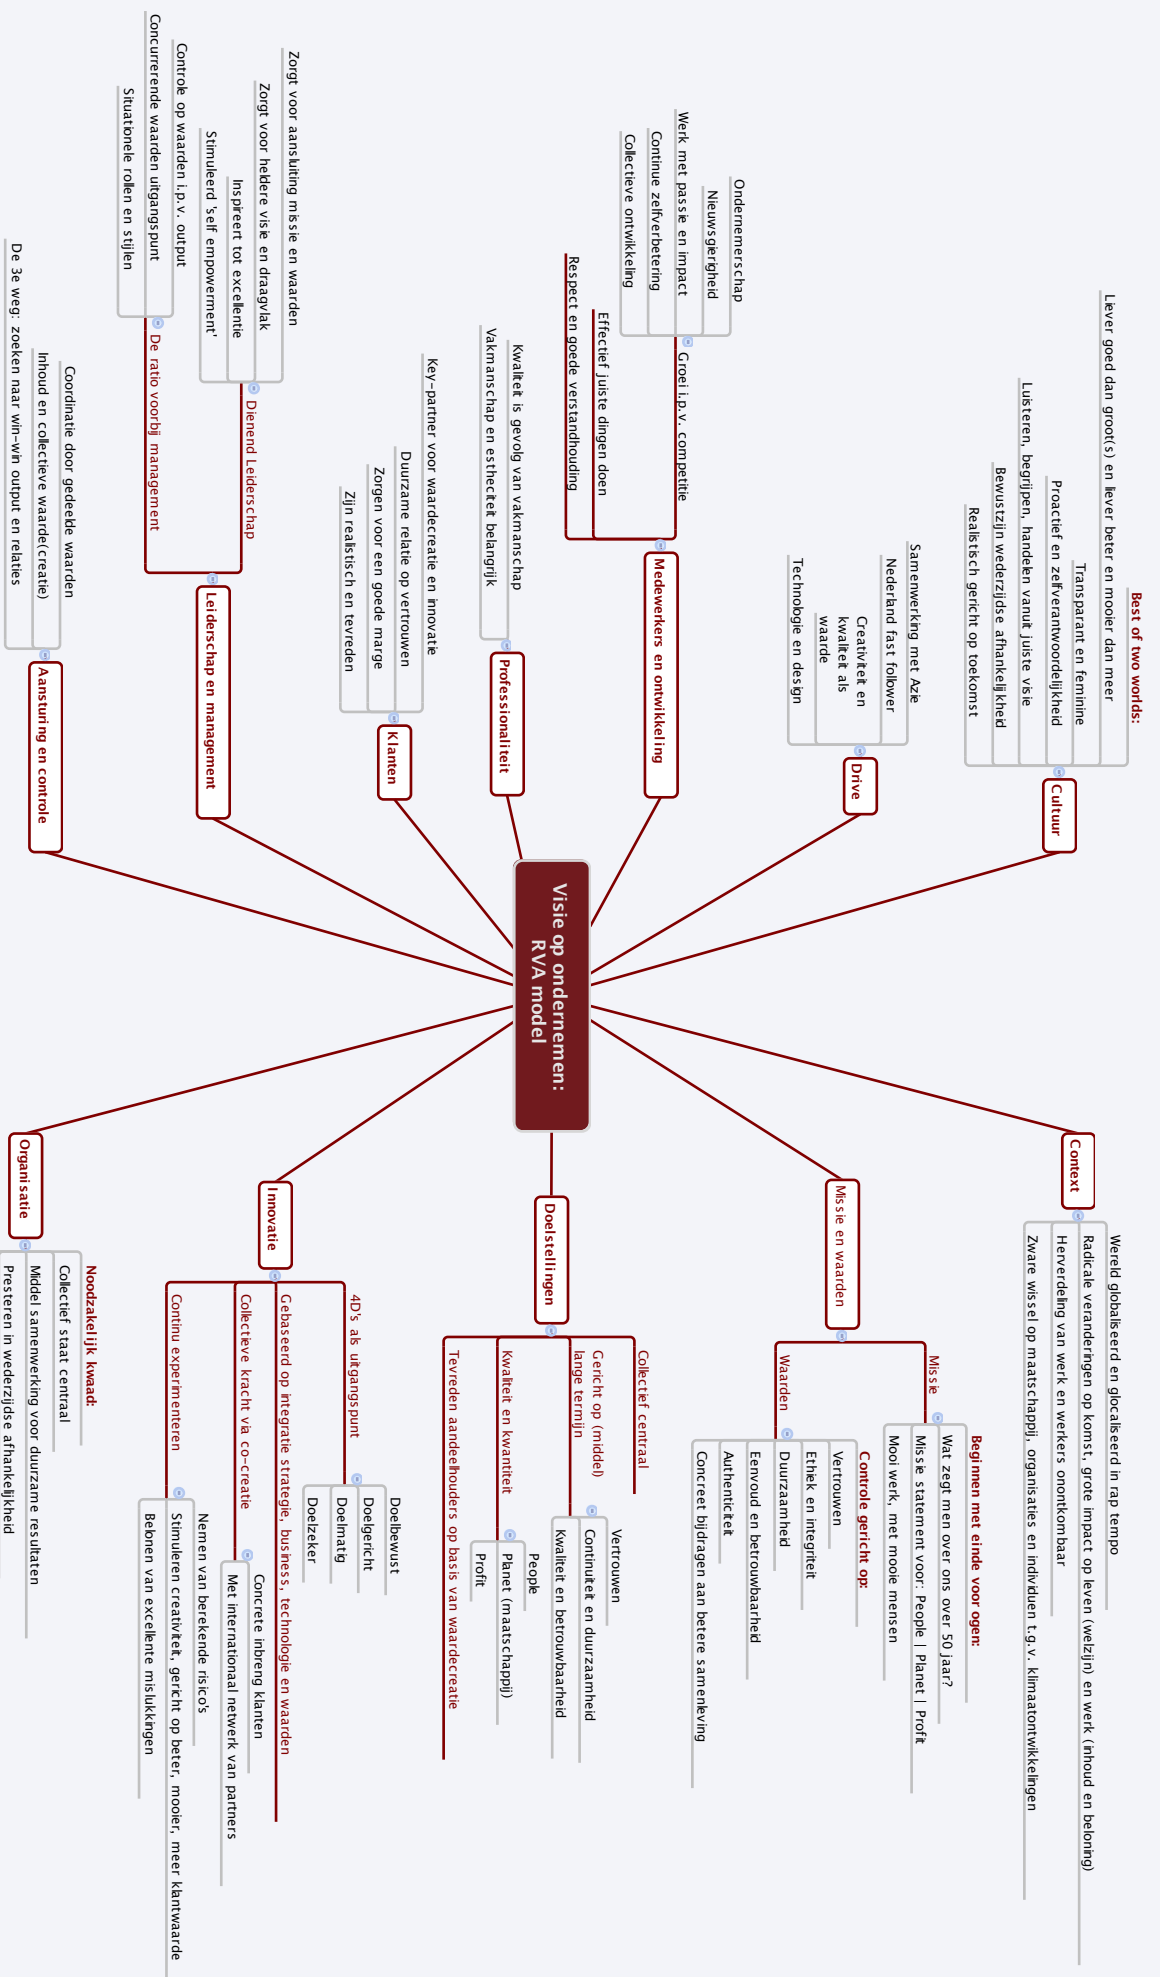 Visie op ondernemen:
RVA model
Context
Wereld globaliseerd en glocaliseerd in rap tempo
Radicale veranderingen op komst, grote impact op leven (welzijn) en werk (inhoud en beloning)
Herverdeling van werk en werkers onontkombaar
Zware wissel op maatschappij, organisaties en individuen t.g.v. klimaatontwikkelingen
Missie en waarden
Missie
Beginnen met einde voor ogen:
Wat zegt men over ons over 50 jaar?
Missie statement voor: People | Planet | Profit
Mooi werk, met mooie mensen
Waarden
Controle gericht op:
Vertrouwen
Ethiek en integriteit
Duurzaamheid
Eenvoud en betrouwbaarheid
Authenticiteit
Concreet bijdragen aan betere samenleving
Doelstellingen
Collectief centraal
Gericht op (middel)
lange termijn
Vertrouwen
Continuïteit en duurzaamheid
Kwaliteit en betrouwbaarheid
Kwaliteit en kwantiteit
People
Planet (maatschappij)
Profit
Tevreden aandeelhouders op basis van waardecreatie
Innovatie
4D's als uitgangspunt
Doelbewust
Doelgericht
Doelmatig
Doelzeker
Gebaseerd op integratie strategie, business, technologie en waarden
Collectieve kracht via co-creatie
Concrete inbreng klanten
Met internationaal netwerk van partners
Continu experimenteren
Nemen van berekende risico's
Stimuleren creativiteit, gericht op beter, mooier, meer klantwaarde
Belonen van excellente mislukkingen
Organisatie
Noodzakelijk kwaad:
Collectief staat centraal
Middel samenwerking voor duurzame resultaten
Presteren in wederzijdse afhankelijkheid
Cultuur
Best of two worlds:
Liever goed dan groot(s) en liever beter en mooier dan meer
Transparant en feminine
Proactief en zelfverantwoordelijkheid
Luisteren, begrijpen, handelen vanuit juiste visie
Bewustzijn wederzijdse afhankelijkheid
Realistisch gericht op toekomst
Drive
Samenwerking met Azie
Nederland fast follower
Creativiteit en
kwaliteit als
waarde
Technologie en design
Medewerkers en ontwikkeling
Groei i.p.v. competitie
Ondernemerschap
Nieuwsgierigheid
Werk met passie en impact
Continue zelfverbetering
Collectieve ontwikkeling
Effectief juiste dingen doen
Respect en goede verstandhouding
Professionaliteit
Kwaliteit is gevolg van vakmanschap
Vakmanschap en estheciteit belangrijk
Klanten
Key-partner voor waardecreatie en innovatie
Duurzame relatie op vertrouwen
Zorgen voor een goede marge
Zijn realistisch en tevreden
Leiderschap en management
Dienend Leiderschap
Zorgt voor aansluiting missie en waarden
Zorgt voor heldere visie en draagvlak
Inspireert tot excellentie
Stimuleerd 'self empowerment'
De ratio voorbij management
Controle op waarden i.p.v. output
Concurrerende waarden uitgangspunt
Situationele rollen en stijlen
Aansturing en controle
Coordinatie door gedeelde waarden
Inhoud en collectieve waarde(creatie)
De 3e weg: zoeken naar win-win output en relaties